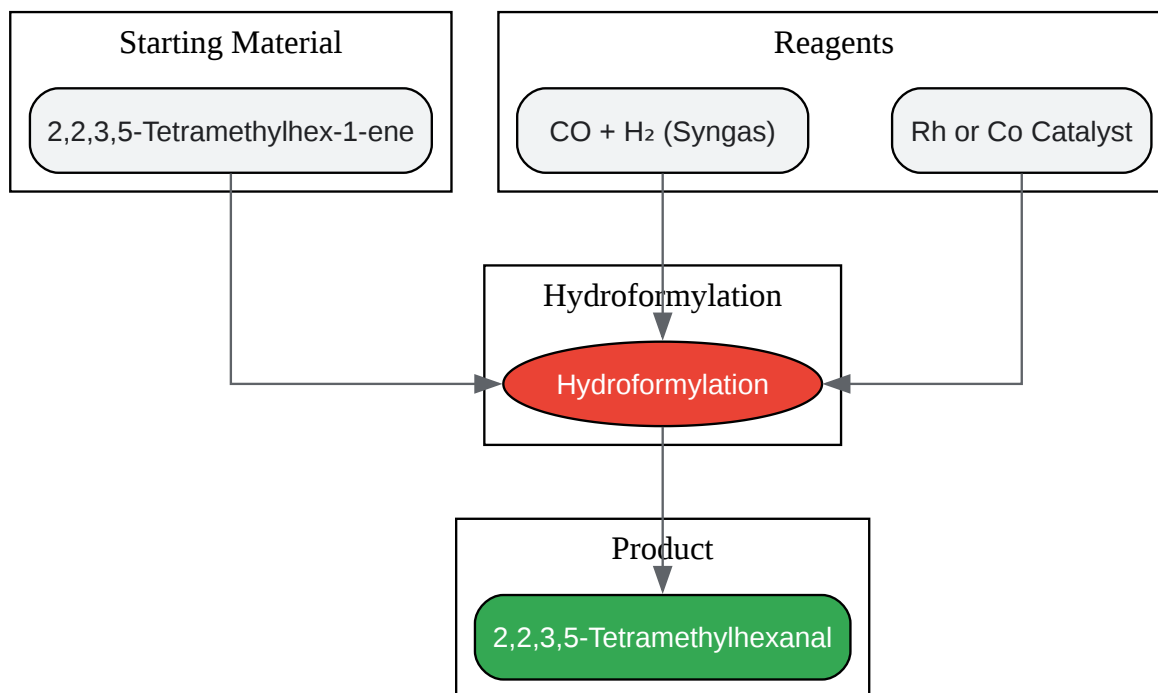 Starting Material
2,2,3,5-Tetramethylhex-1-ene
Reagents
CO + H₂ (Syngas)
Rh or Co Catalyst
Hydroformylation
Hydroformylation
Product
2,2,3,5-Tetramethylhexanal